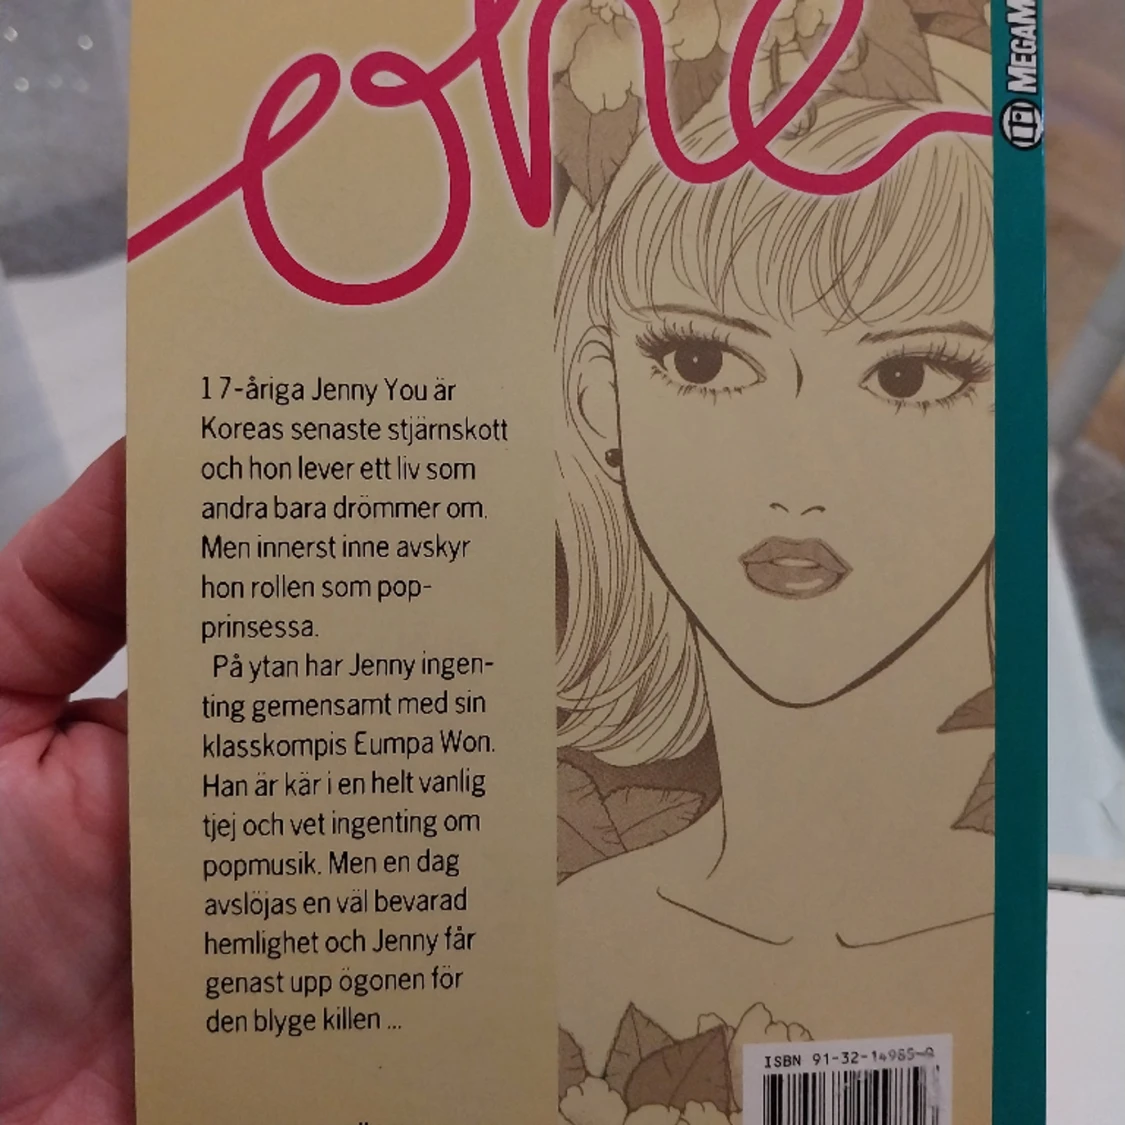 one
MEGAM
17-åriga Jenny You är
Koreas senaste stjärnskott
och hon lever ett liv som
andra bara drömmer om.
Men innerst inne avskyr
hon rollen som pop-
prinsessa.
På ytan har Jenny ingen-
ting gemensamt med sin
klasskompis Eumpa Won.
Han är kär i en helt vanlig
tjej och vet ingenting om
popmusik. Men en dag
avslöjas en väl bevarad
hemlighet och Jenny får
genast upp ögonen för
den blyge killen ...
ISBN 91-32-14985-